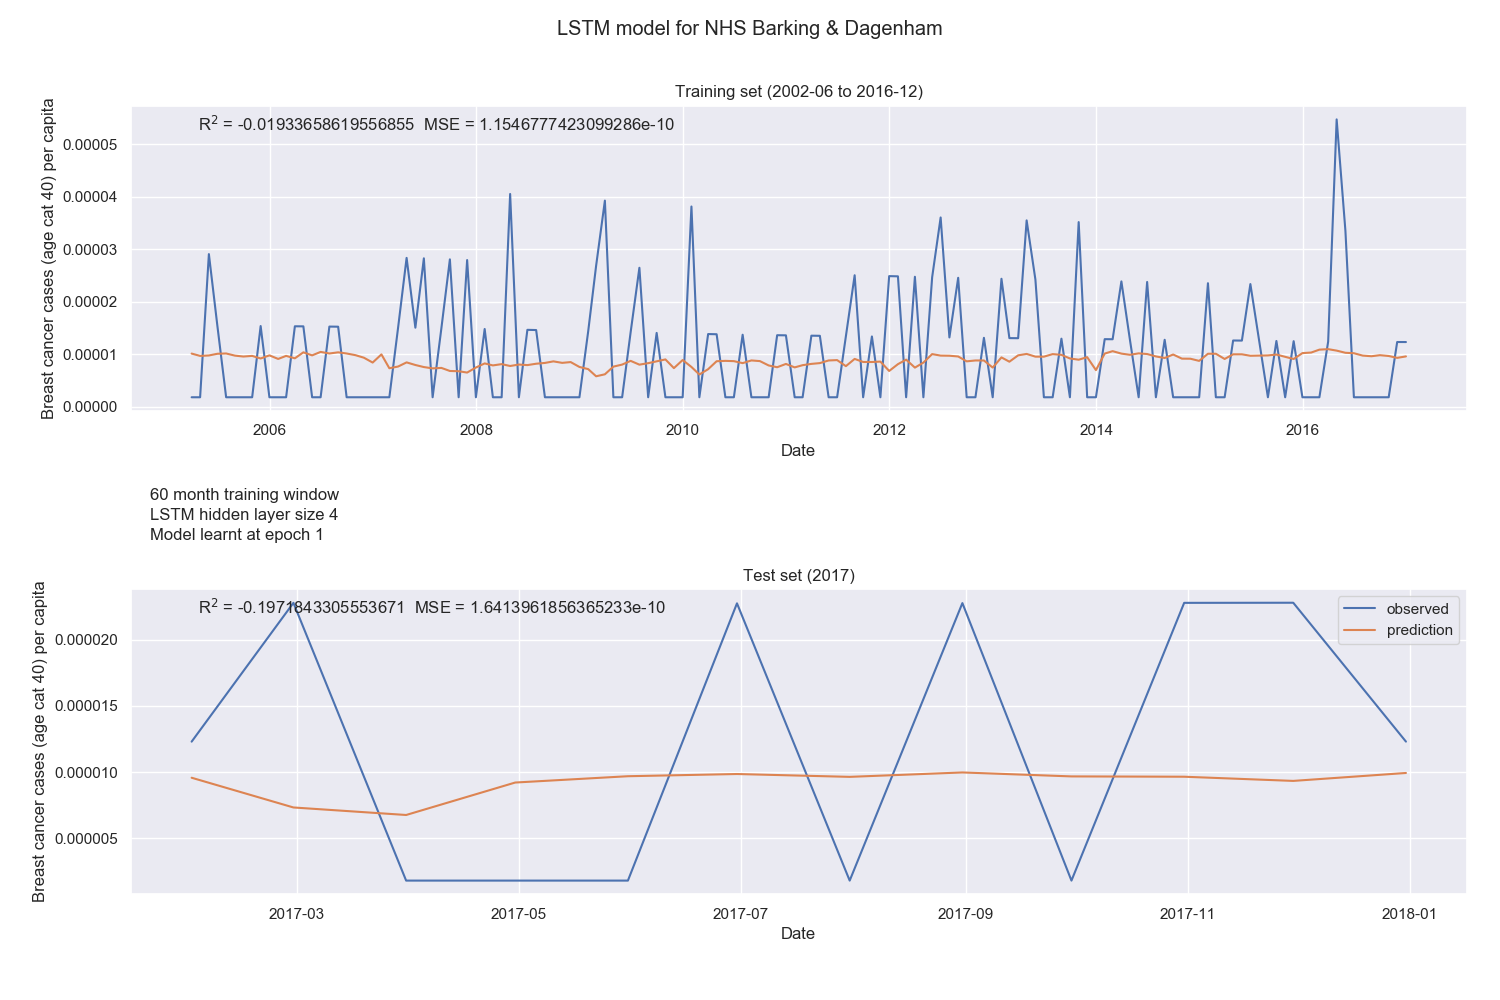 LSTM model for NHS Barking & Dagenham
Training set (2002-06 to 2016-12)
Breast cancer cases (age cat 40) per capita
R² = -0.01933658619556855 MSE = 1.1546777423099286e-10
0.00005
0.00004
0.00003
0.00002
0.00001
0.00000
2006 2008 2010 2012 2014 2016
Date
60 month training window
LSTM hidden layer size 4
Model learnt at epoch 1
Test set (2017)
Breast cancer cases (age cat 40) per capita
R² = -0.1971843305553671 MSE = 1.6413961856365233e-10
observed
prediction
0.000020
0.000015
0.000010
0.000005
2017-03 2017-05 2017-07 2017-09 2017-11 2018-01
Date